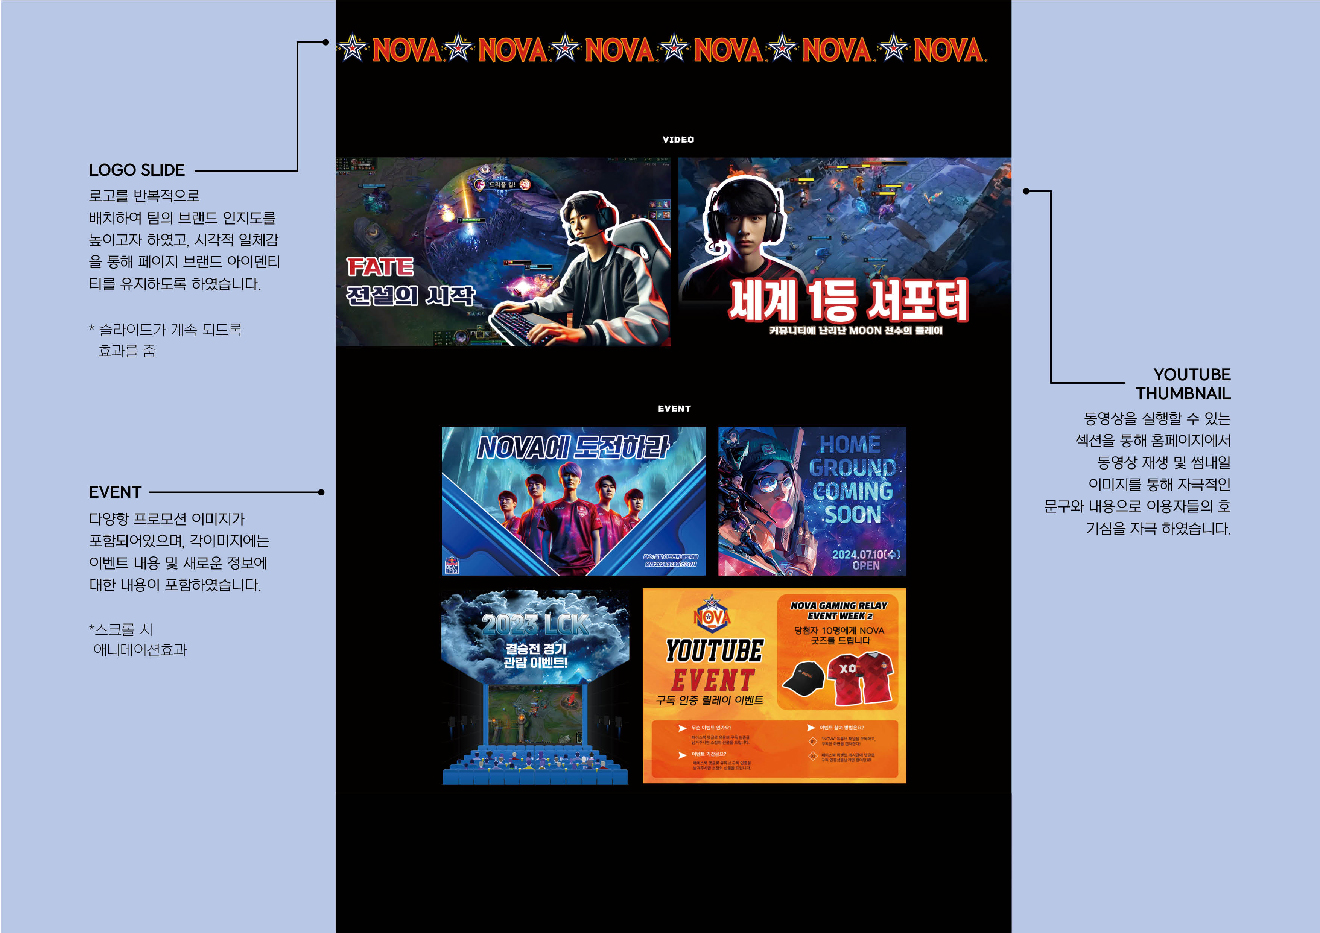 NOVA. NOVA. NOVA. NOVA. NOVA. NOVA.
LOGO SLIDE
로고를 반복적으로
배치하여 팀의 브랜드 인지도를
높이고자 하였고, 시각적 일체감
을 통해 페이지 브랜드 아이덴티
티를 유지하도록 하였습니다.
* 슬라이드가 계속 되도록
효과를 줌
VIDEO
FATE
전설의 시작
세계 1등 서포터
커뮤니티에 난리난 MOON 선수의 플레이
YOUTUBE
THUMBNAIL
동영상을 실행할 수 있는
섹션을 통해 홈페이지에서
동영상 재생 및 썸내일
이미지를 통해 자극적인
문구와 내용으로 이용자들의 호
기심을 자극 하였습니다.
EVENT
EVENT
다양항 프로모션 이미지가
포함되어있으며, 각이미지에는
이벤트 내용 및 새로운 정보에
대한 내용이 포함하였습니다.
*스크롤 시
애니메이션효과
NOVA에 도전하라
HOME
GROUND
COMING
SOON
2024.07.10(수)
OPEN
2023 LCK
결승전 경기
관람 이벤트!
NOVA
YOUTUBE
EVENT
구독 인증 릴레이 이벤트
NOVA GAMING RELAY
EVENT WEEK 2
당첨자 10명에게 NOVA
굿즈를 드립니다
XO